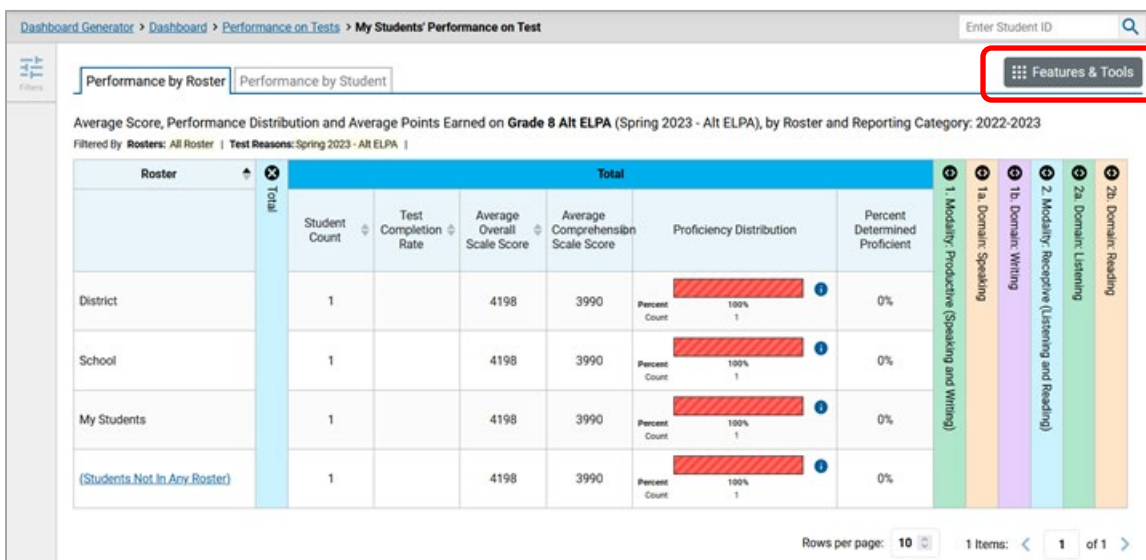 Dashboard Generator > Dashboard > Performance on Tests > My Students' Performance on Test
Enter Student ID
Filters
Performance by Roster
Performance by Student
Features & Tools
Average Score, Performance Distribution and Average Points Earned on Grade 8 Alt ELPA (Spring 2023 - Alt ELPA), by Roster and Reporting Category: 2022-2023
Filtered By Rosters: All Roster | Test Reasons: Spring 2023 - Alt ELPA |
Roster
Total
Total
Student
Count
Test
Completion
Rate
Average
Overall
Scale Score
Average
Comprehension
Scale Score
Proficiency Distribution
Percent
Determined
Proficient
1. Modality: Productive (Speaking and Writing)
1a. Domain: Speaking
1b. Domain: Writing
2. Modality: Receptive (Listening and Reading)
2a. Domain: Listening
2b. Domain: Reading
District 1 4198 3990 0%
Percent 100%
Count 1
School 1 4198 3990 0%
Percent 100%
Count 1
My Students 1 4198 3990 0%
Percent 100%
Count 1
(Students Not In Any Roster) 1 4198 3990 0%
Percent 100%
Count 1
Rows per page: 10 1 Items: < 1 of 1 >